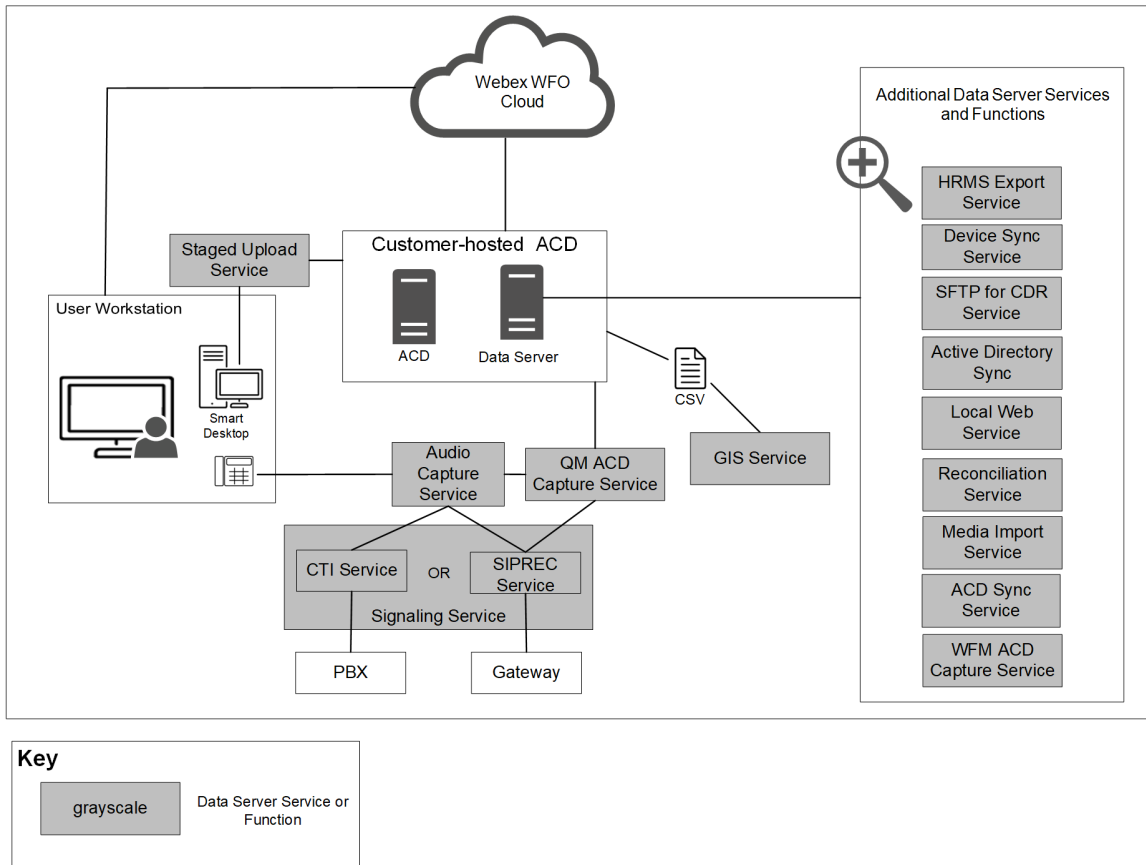 Webex WFO
Cloud
Additional Data Server Services
and Functions
HRMS Export
Service
Device Sync
Service
SFTP for CDR
Service
Active Directory
Sync
Local Web
Service
Reconciliation
Service
Media Import
Service
ACD Sync
Service
WFM ACD
Capture Service
Staged Upload
Service
Customer-hosted ACD
ACD
Data Server
User Workstation
Smart
Desktop
CSV
GIS Service
Audio
Capture
Service
QM ACD
Capture Service
CTI Service
OR
SIPREC
Service
Signaling Service
PBX
Gateway
Key
grayscale
Data Server Service or
Function